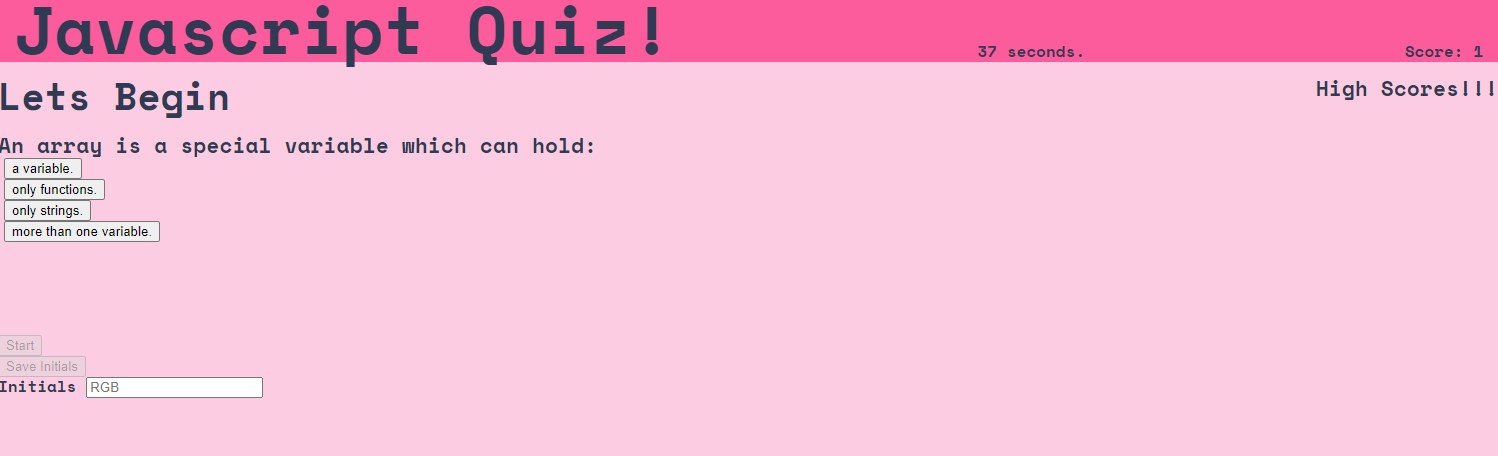 Javascript Quiz!
37 seconds.
Score: 1
Lets Begin
High Scores!!!
An array is a special variable which can hold:
a variable.
only functions.
only strings.
more than one variable.
Start
Save Initials
Initials RGB